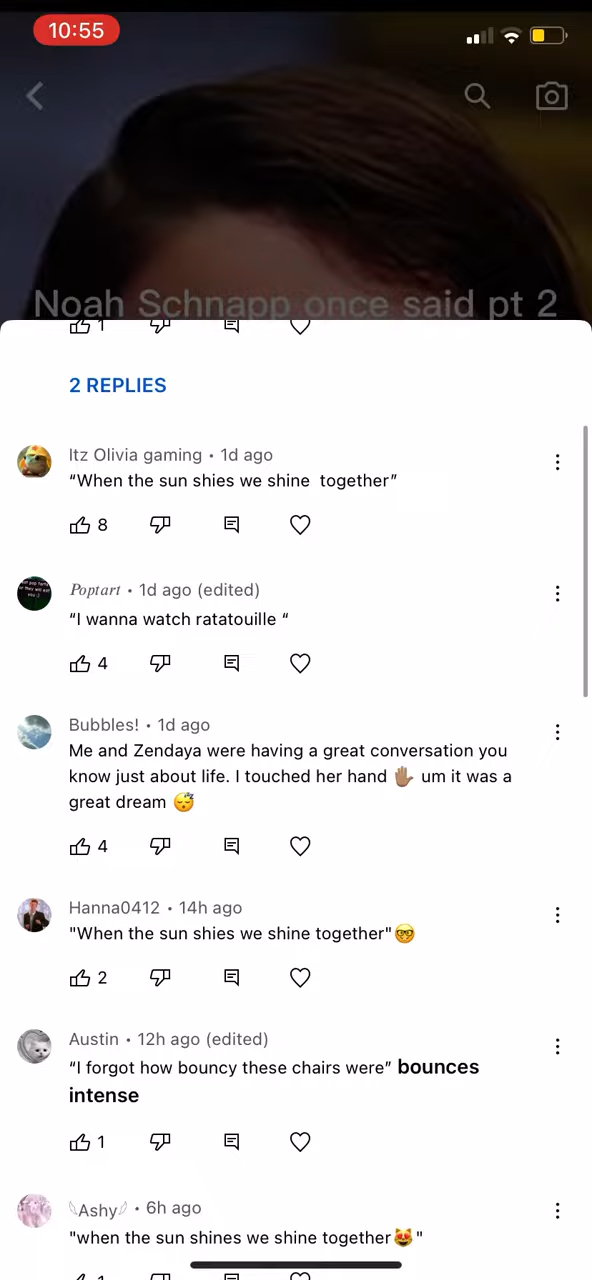 10:55
Noah Schnapp once said pt 2
1
2 REPLIES
Itz Olivia gaming • 1d ago
“When the sun shies we shine together”
8
Poptart • 1d ago (edited)
“I wanna watch ratatouille “
4
Bubbles! • 1d ago
Me and Zendaya were having a great conversation you
know just about life. I touched her hand 🖐🏽 um it was a
great dream 😴
4
Hanna0412 • 14h ago
"When the sun shies we shine together"🤓
2
Austin • 12h ago (edited)
“I forgot how bouncy these chairs were” bounces
intense
1
Ashy • 6h ago
"when the sun shines we shine together😻"
1